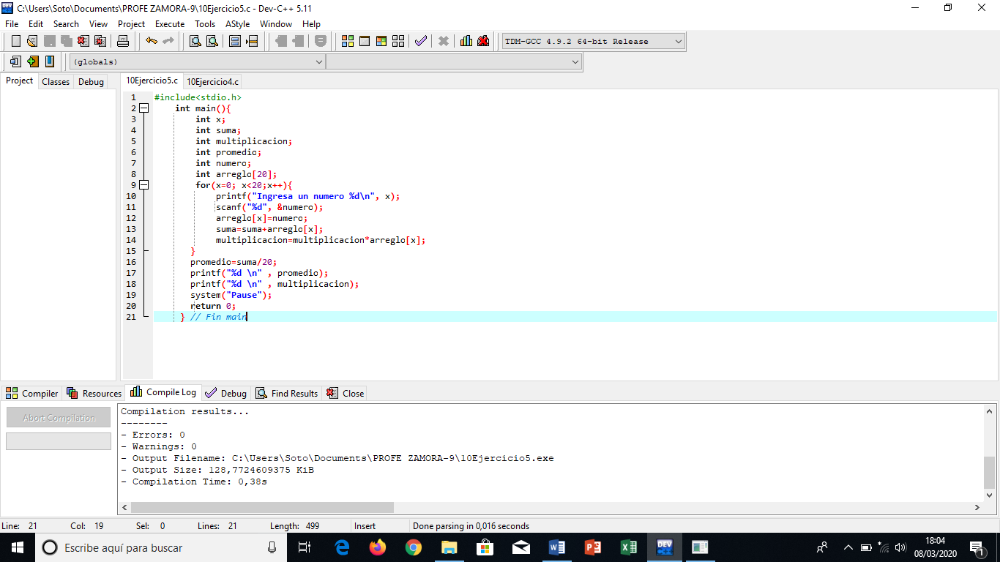 C:\Users\Soto\Documents\PROFE ZAMORA-9\10Ejercicio5.c - Dev-C++ 5.11
File Edit Search View Project Execute Tools AStyle Window Help
TDM-GCC 4.9.2 64-bit Release
(globals)
Project Classes Debug
10Ejercicio5.c 10Ejercicio4.c
1 #include<stdio.h>
2 int main(){
3 int x;
4 int suma;
5 int multiplicacion;
6 int promedio;
7 int numero;
8 int arreglo[20];
9 for(x=0; x<20;x++){
10 printf("Ingresa un numero %d\n", x);
11 scanf("%d", &numero);
12 arreglo[x]=numero;
13 suma=suma+arreglo[x];
14 multiplicacion=multiplicacion*arreglo[x];
15 }
16 promedio=suma/20;
17 printf("%d \n" , promedio);
18 printf("%d \n" , multiplicacion);
19 system("Pause");
20 return 0;
21 } // Fin main
Compiler Resources Compile Log Debug Find Results Close
Abort Compilation
Compilation results...
--------
- Errors: 0
- Warnings: 0
- Output Filename: C:\Users\Soto\Documents\PROFE ZAMORA-9\10Ejercicio5.exe
- Output Size: 128,7724609375 KiB
- Compilation Time: 0,38s
Line: 21 Col: 19 Sel: 0 Lines: 21 Length: 499 Insert Done parsing in 0,016 seconds
Escribe aquí para buscar
DEV
18:04
08/03/2020
1